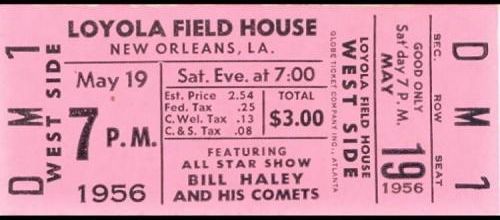 D M 1
WEST SIDE
LOYOLA FIELD HOUSE
NEW ORLEANS, LA.
May 19
Sat. Eve. at 7:00
7 P.M.
Est. Price 2.54
Fed. Tax .25
C.Wel. Tax .13
C.& S. Tax .08
TOTAL
$3.00
1956
FEATURING
ALL STAR SHOW
BILL HALEY
AND HIS COMETS
GLOBE TICKET COMPANY INC., ATLANTA
WEST SIDE
LOYOLA FIELD HOUSE
GOOD ONLY
Sat day 7 P. M.
MAY
19
1956
SEC. ROW SEAT
D M 1